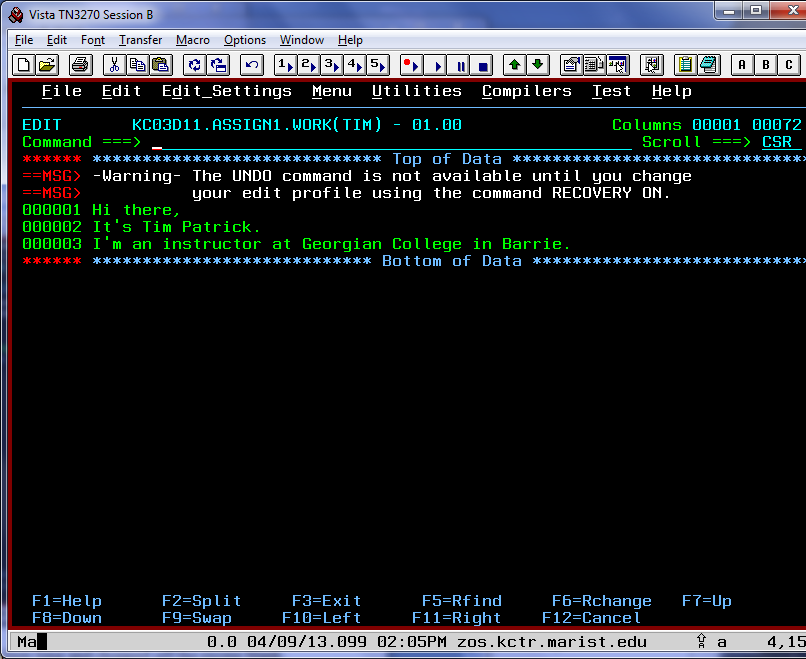 Vista TN3270 Session B
File Edit Font Transfer Macro Options Window Help
1 2 3 4 5 A B C
File Edit Edit_Settings Menu Utilities Compilers Test Help
EDIT KC03D11.ASSIGN1.WORK(TIM) - 01.00 Columns 00001 00072
Command ===> _ Scroll ===> CSR
****** ***************************** Top of Data ******************************
==MSG> -Warning- The UNDO command is not available until you change
==MSG> your edit profile using the command RECOVERY ON.
000001 Hi there,
000002 It's Tim Patrick.
000003 I'm an instructor at Georgian College in Barrie.
****** **************************** Bottom of Data ****************************
F1=Help F2=Split F3=Exit F5=Rfind F6=Rchange F7=Up
F8=Down F9=Swap F10=Left F11=Right F12=Cancel
Ma 0.0 04/09/13.099 02:05PM zos.kctr.marist.edu a 4,15